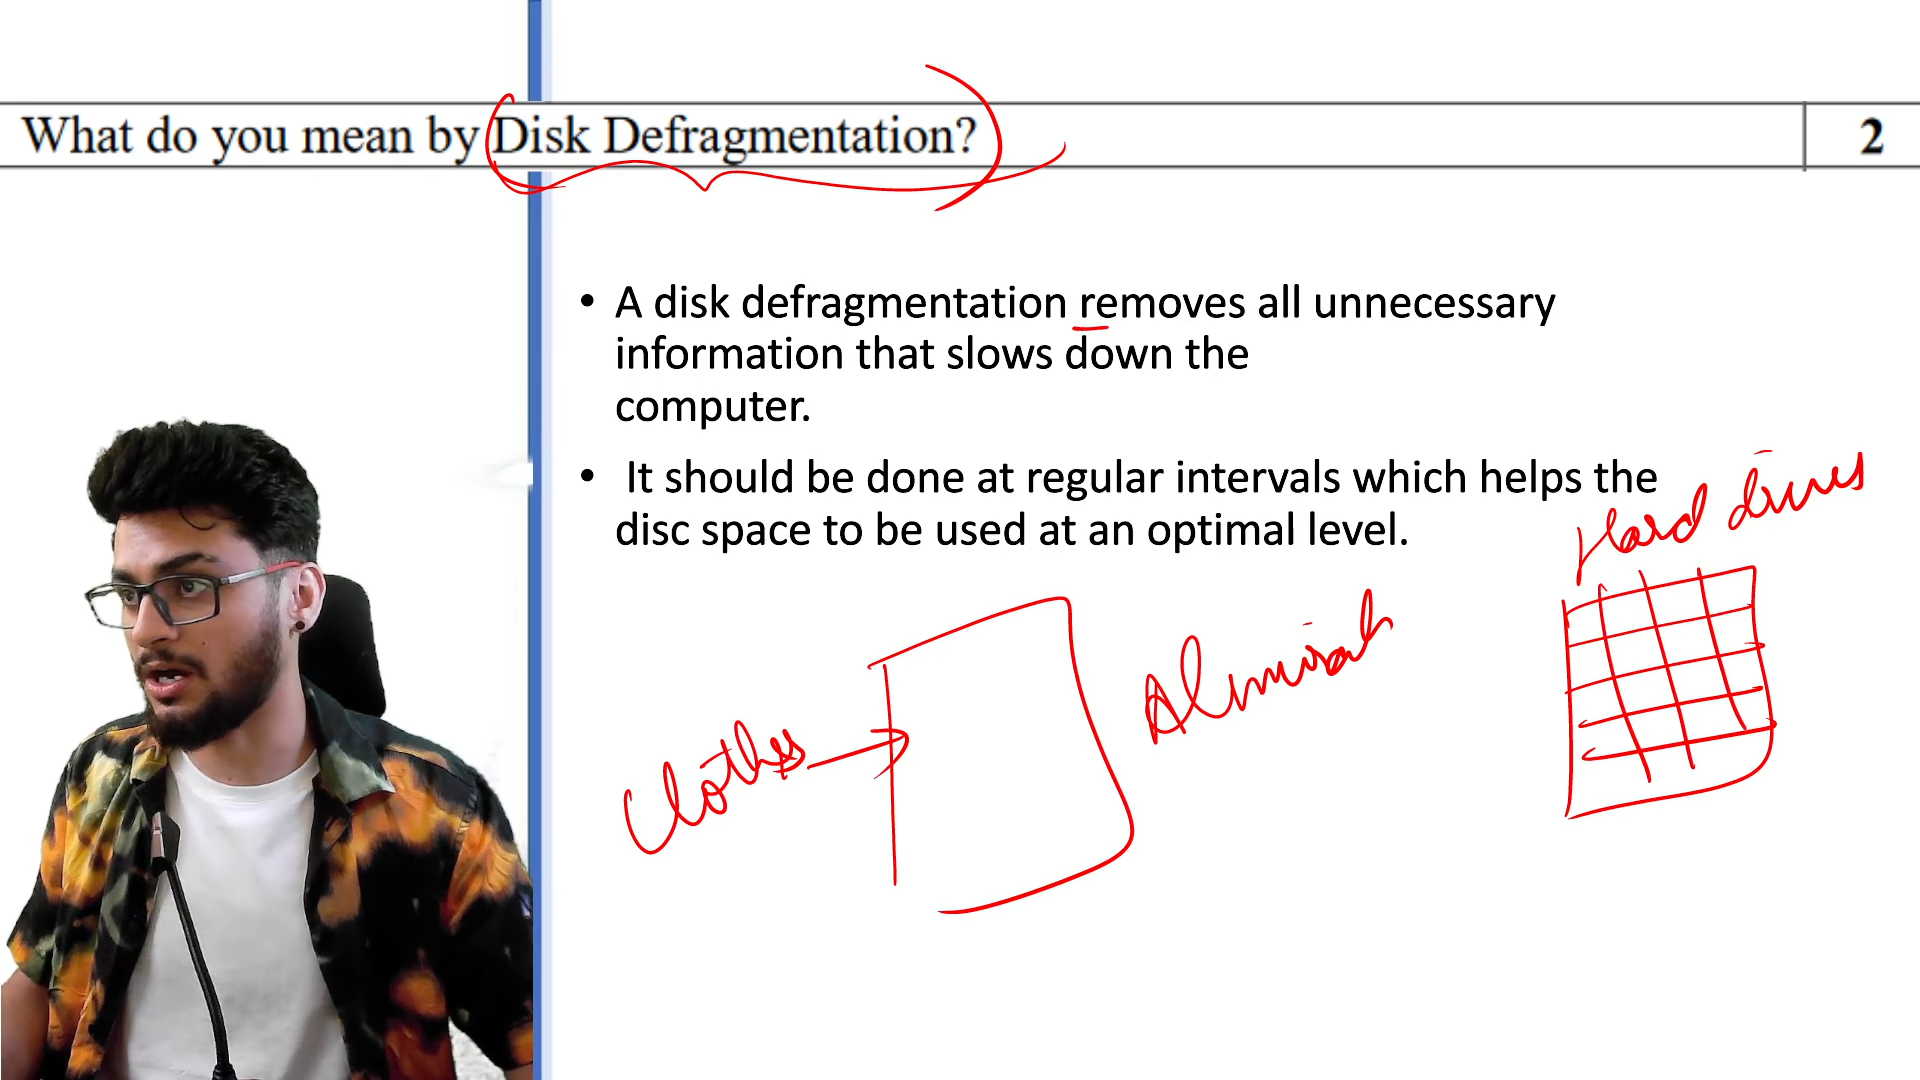 What do you mean by Disk Defragmentation? 2
• A disk defragmentation removes all unnecessary
information that slows down the
computer.
• It should be done at regular intervals which helps the
disc space to be used at an optimal level.
Hard drives
Almirah
Clothes